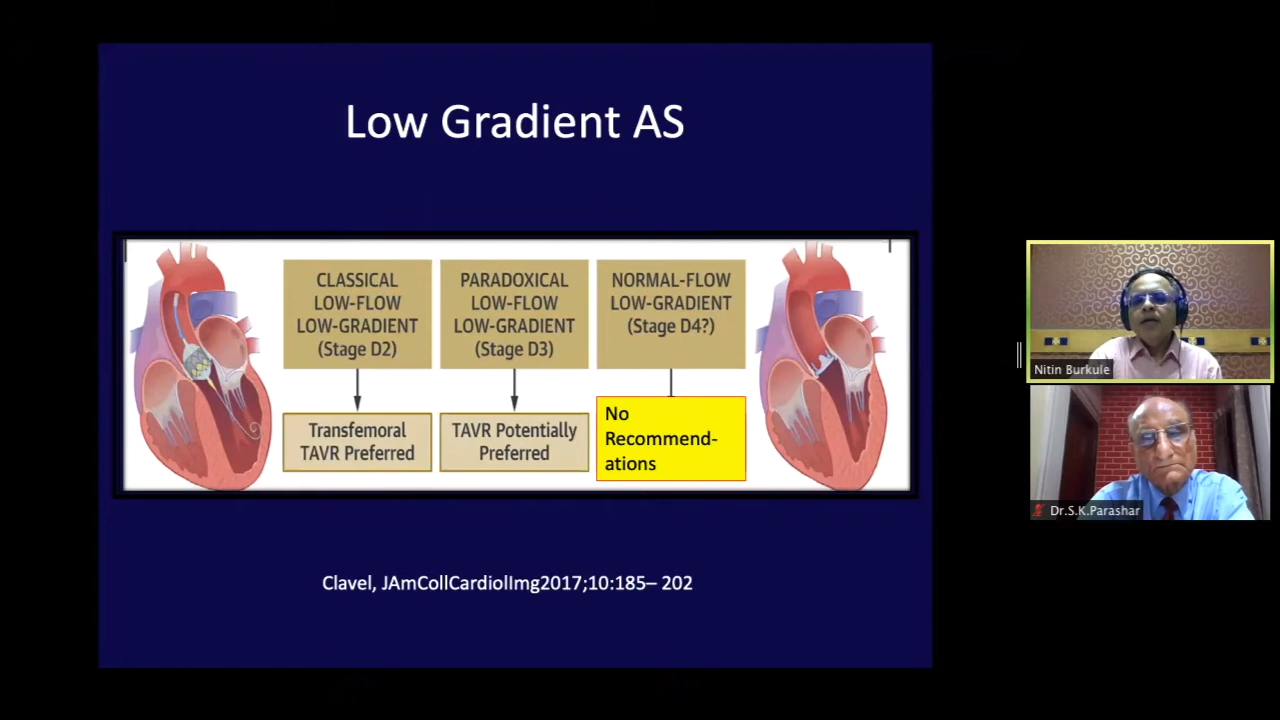 Low Gradient AS
CLASSICAL
LOW-FLOW
LOW-GRADIENT
(Stage D2)
PARADOXICAL
LOW-FLOW
LOW-GRADIENT
(Stage D3)
NORMAL-FLOW
LOW-GRADIENT
(Stage D4?)
Transfemoral
TAVR Preferred
TAVR Potentially
Preferred
No
Recommend-
ations
Clavel, JAmCollCardiolImg2017;10:185– 202
Nitin Burkule
Dr.S.K.Parashar